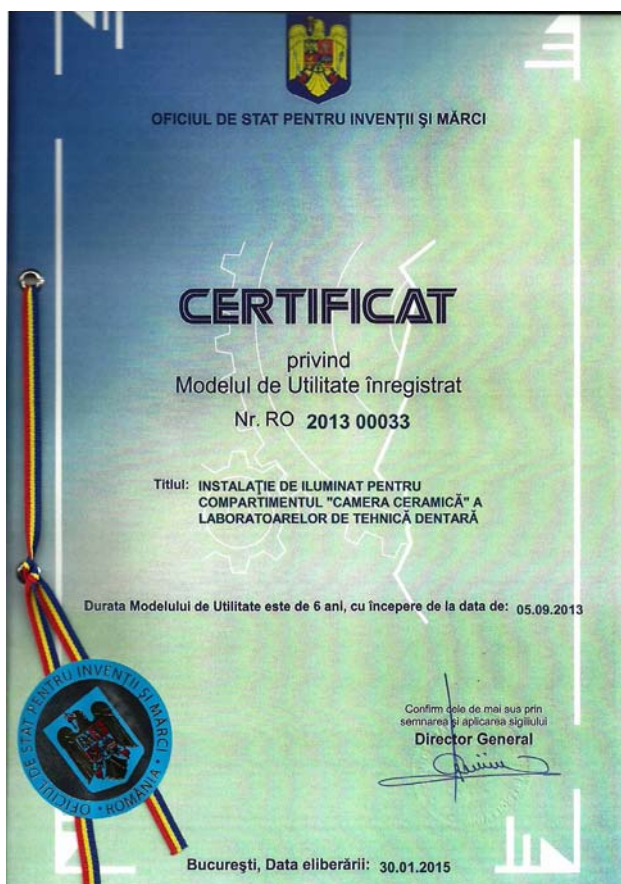 OFICIUL DE STAT PENTRU INVENȚII ȘI MĂRCI
CERTIFICAT
privind
Modelul de Utilitate înregistrat
Nr. RO 2013 00033
Titlul: INSTALAȚIE DE ILUMINAT PENTRU
COMPARTIMENTUL "CAMERA CERAMICĂ" A
LABORATOARELOR DE TEHNICĂ DENTARĂ
Durata Modelului de Utilitate este de 6 ani, cu începere de la data de: 05.09.2013
Confirm cele de mai sus prin
semnarea și aplicarea sigiliului
Director General
OFICIUL DE STAT PENTRU INVENȚII ȘI MĂRCI • ROMÂNIA •
București, Data eliberării: 30.01.2015